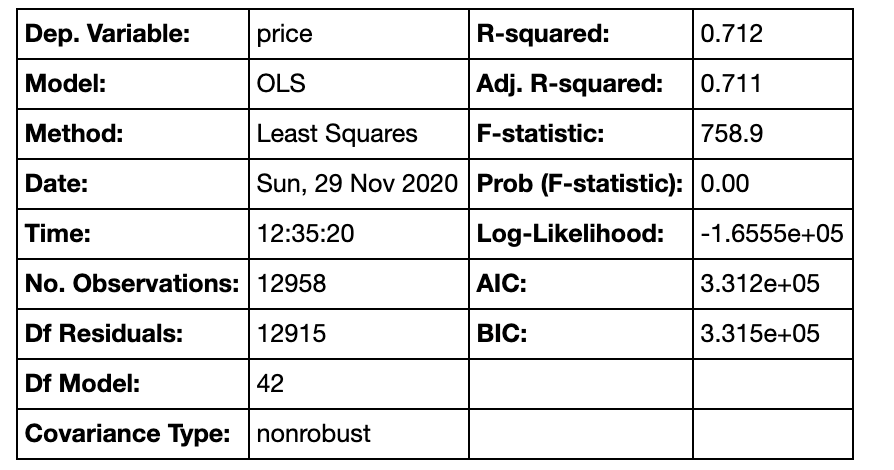 Dep. Variable: price R-squared: 0.712
Model: OLS Adj. R-squared: 0.711
Method: Least Squares F-statistic: 758.9
Date: Sun, 29 Nov 2020 Prob (F-statistic): 0.00
Time: 12:35:20 Log-Likelihood: -1.6555e+05
No. Observations: 12958 AIC: 3.312e+05
Df Residuals: 12915 BIC: 3.315e+05
Df Model: 42
Covariance Type: nonrobust